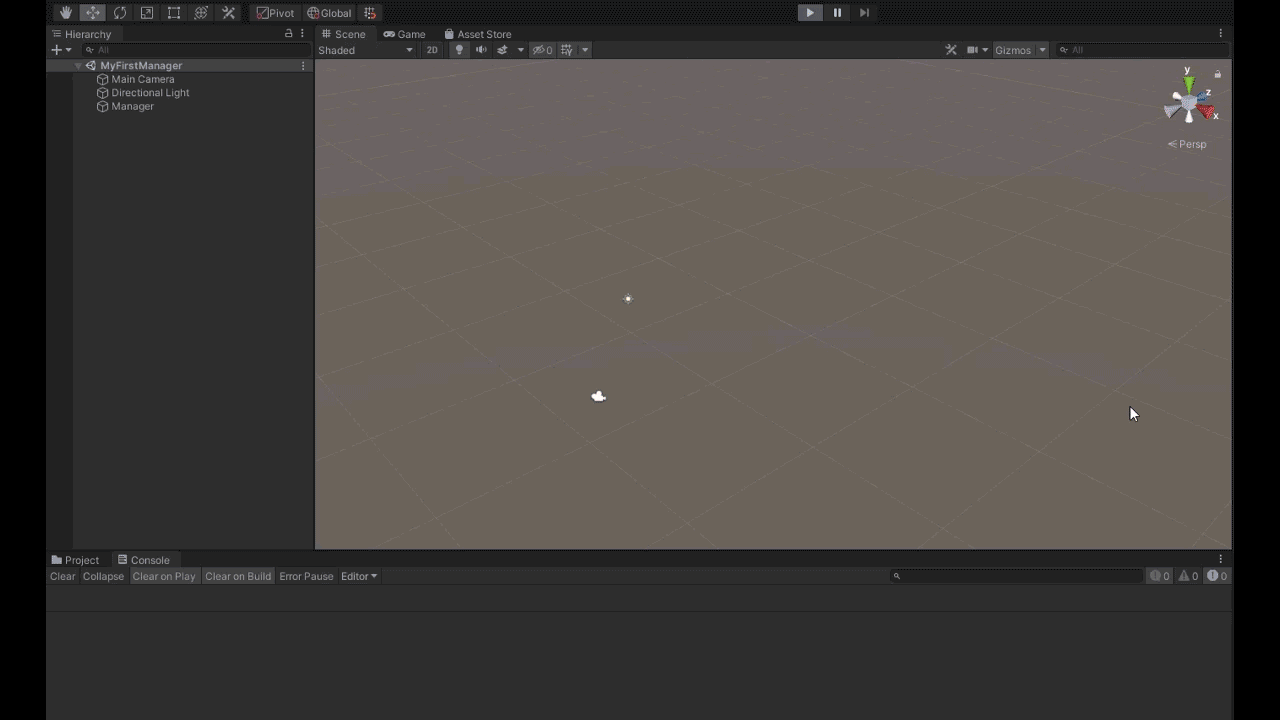 Pivot Global
Hierarchy
All
MyFirstManager
Main Camera
Directional Light
Manager
Scene Game Asset Store
Shaded 2D 0 Gizmos All
y
z
x
Persp
Project Console
Clear Collapse Clear on Play Clear on Build Error Pause Editor 0 0 0